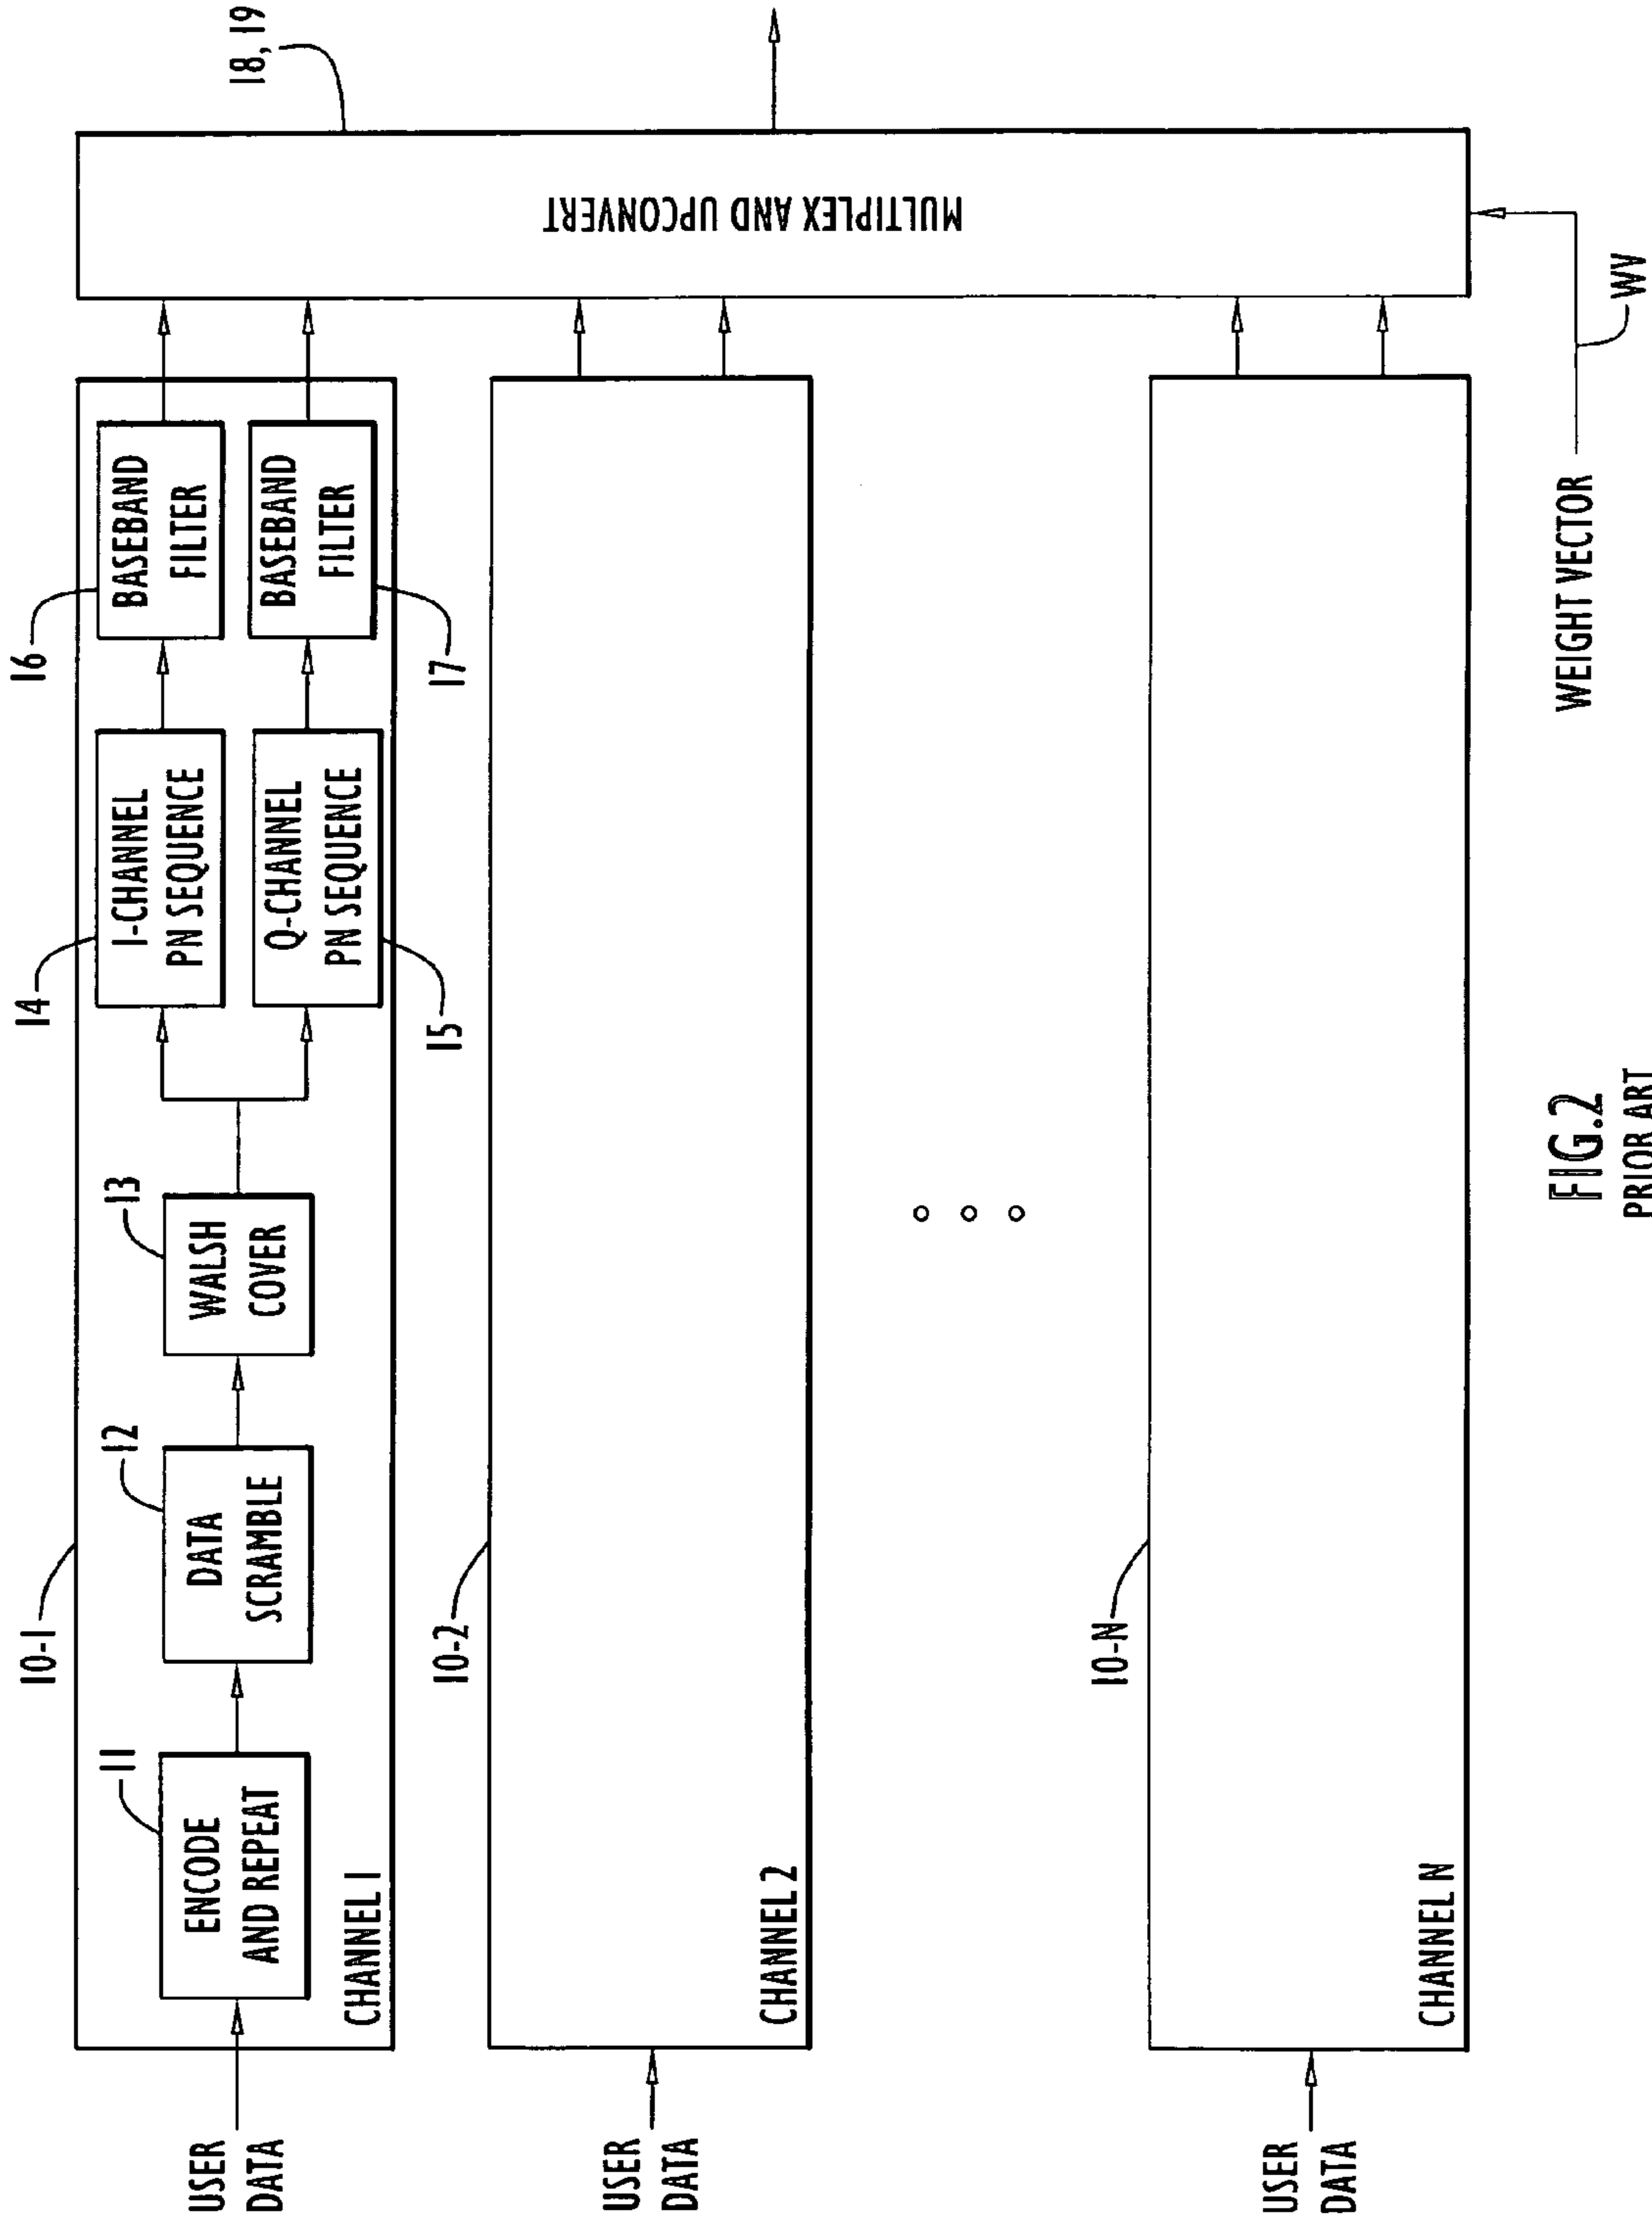 10-1
11
12
13
14
16
18, 19
USER
DATA
ENCODE
AND REPEAT
DATA
SCRAMBLE
WALSH
COVER
I-CHANNEL
PN SEQUENCE
BASEBAND
FILTER
Q-CHANNEL
PN SEQUENCE
BASEBAND
FILTER
CHANNEL 1
15
17
10-2
USER
DATA
CHANNEL 2
MULTIPLEX AND UPCONVERT
10-N
USER
DATA
CHANNEL N
WEIGHT VECTOR
WV
FIG.2
PRIOR ART